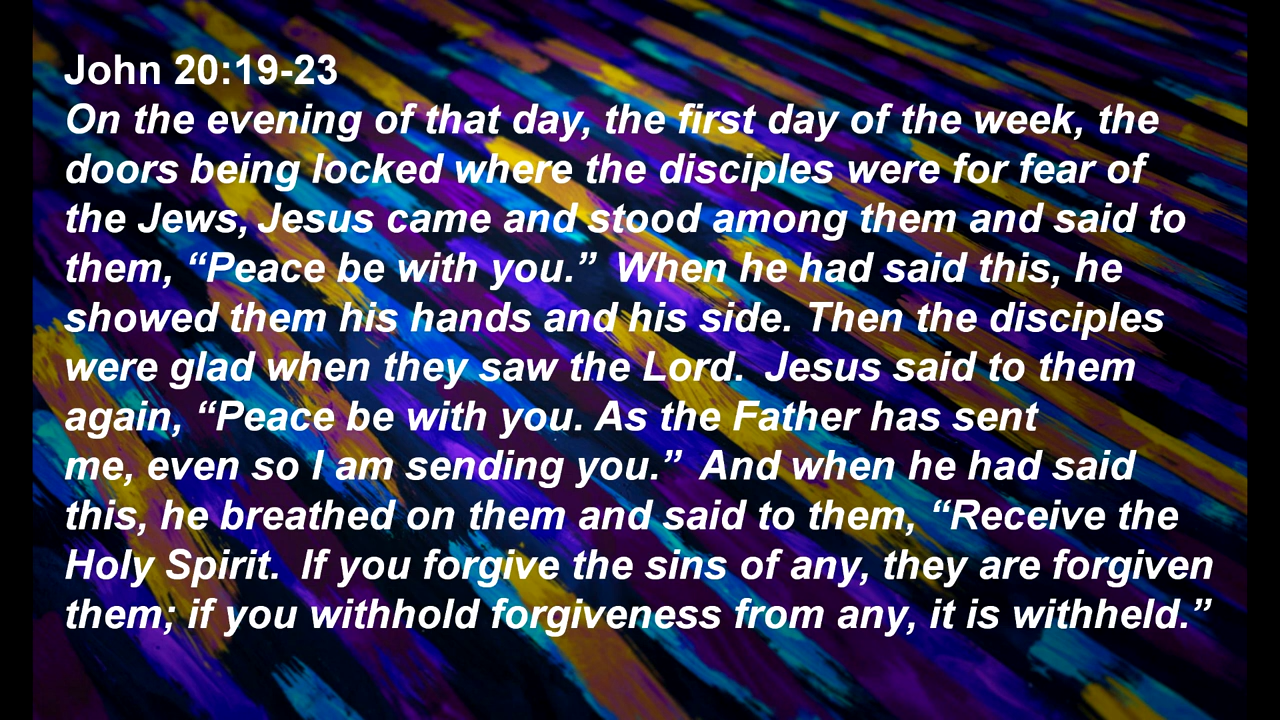 John 20:19-23
On the evening of that day, the first day of the week, the
doors being locked where the disciples were for fear of
the Jews, Jesus came and stood among them and said to
them, “Peace be with you.”  When he had said this, he
showed them his hands and his side. Then the disciples
were glad when they saw the Lord.  Jesus said to them
again, “Peace be with you. As the Father has sent
me, even so I am sending you.”  And when he had said
this, he breathed on them and said to them, “Receive the
Holy Spirit.  If you forgive the sins of any, they are forgiven
them; if you withhold forgiveness from any, it is withheld.”